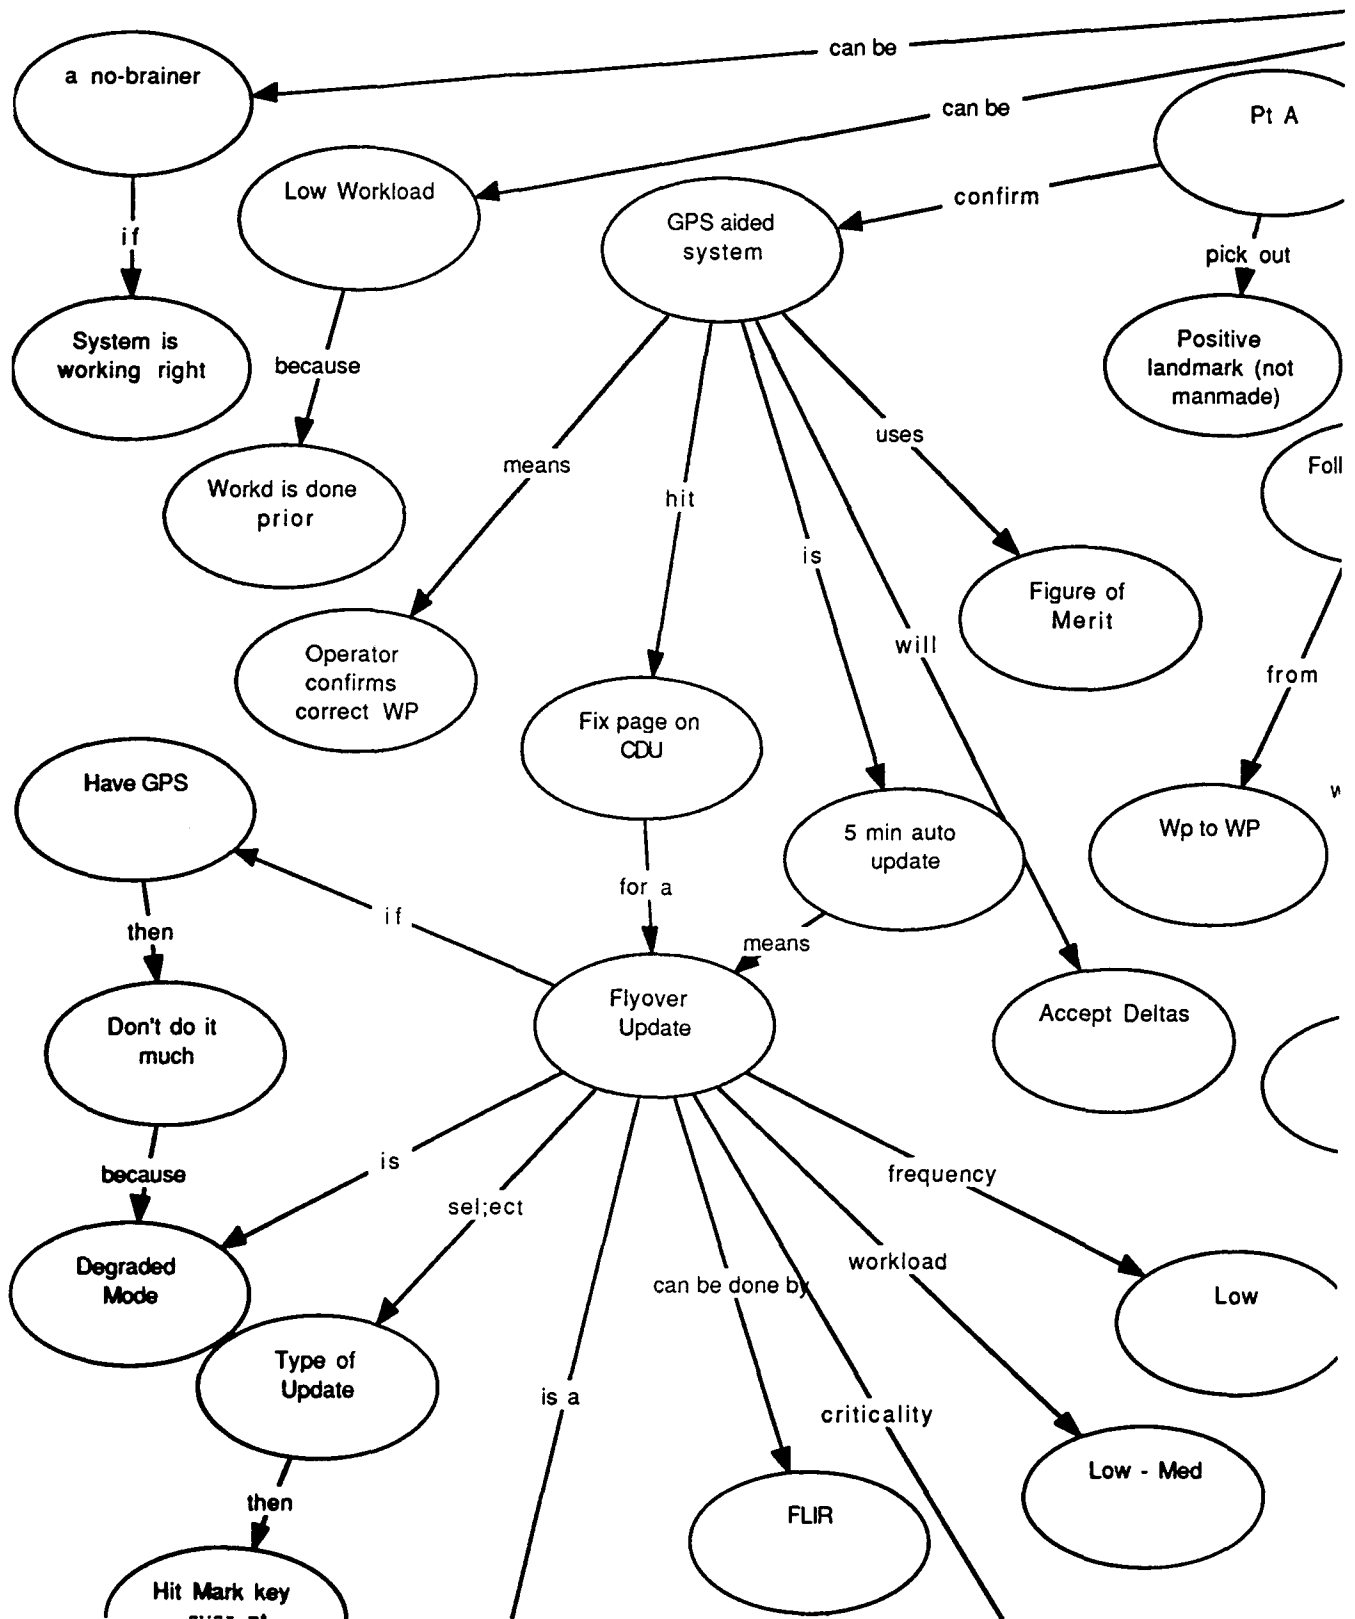 can be
a no-brainer
can be
Pt A
Low Workload
confirm
GPS aided
system
if
pick out
System is
working right
because
Positive
landmark (not
manmade)
uses
means
Foll
Workd is done
prior
hit
is
Figure of
Merit
will
Operator
confirms
correct WP
from
Fix page on
CDU
Have GPS
w
5 min auto
update
Wp to WP
for a
if
then
means
Flyover
Update
Accept Deltas
Don't do it
much
is
because
frequency
sel;ect
Degraded
Mode
workload
can be done by
Low
Type of
Update
is a
criticality
Low - Med
then
FLIR
Hit Mark key